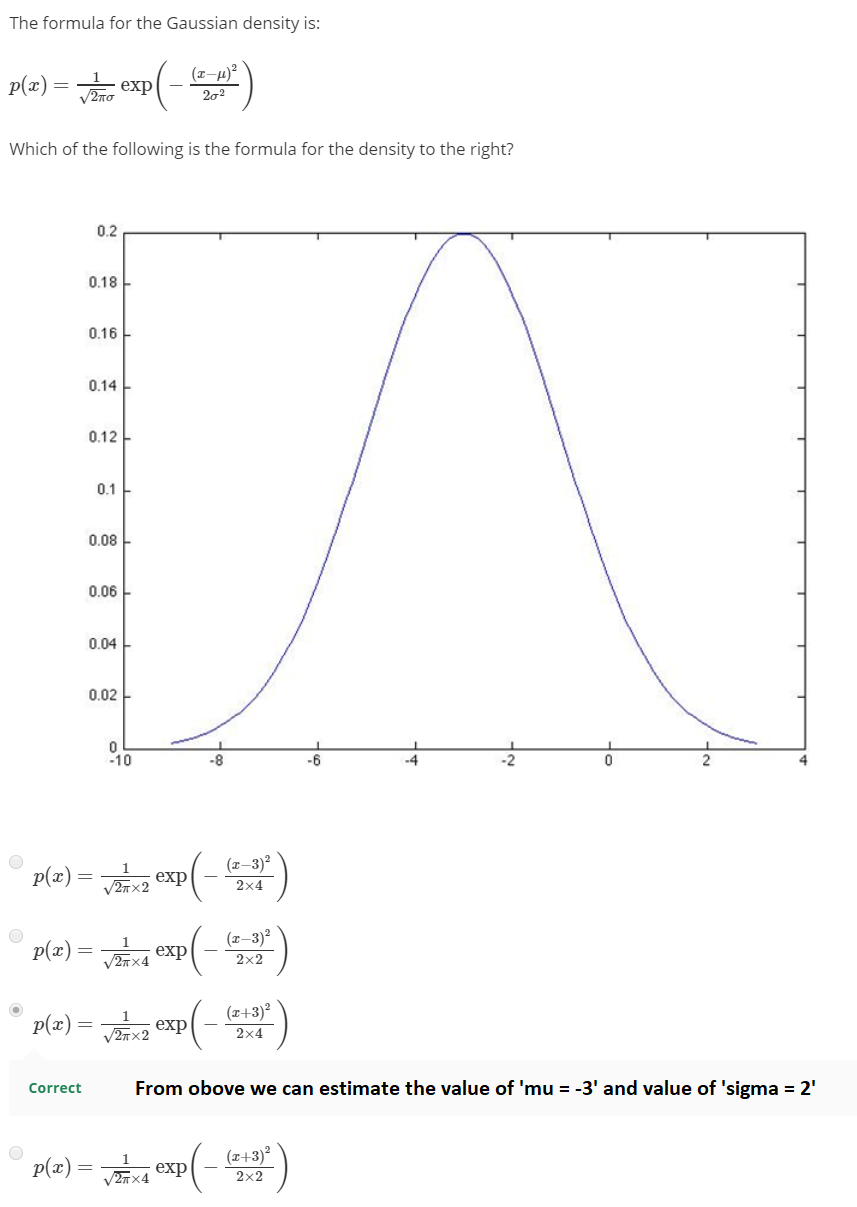 The formula for the Gaussian density is:
p(x) = 1/√2πσ exp(− (x−μ)²/2σ²)
Which of the following is the formula for the density to the right?
0.2
0.18
0.16
0.14
0.12
0.1
0.08
0.06
0.04
0.02
0
-10 -8 -6 -4 -2 0 2 4
p(x) = 1/√2π×2 exp(− (x−3)²/2×4)
p(x) = 1/√2π×4 exp(− (x−3)²/2×2)
p(x) = 1/√2π×2 exp(− (x+3)²/2×4)
Correct From obove we can estimate the value of 'mu = -3' and value of 'sigma = 2'
p(x) = 1/√2π×4 exp(− (x+3)²/2×2)